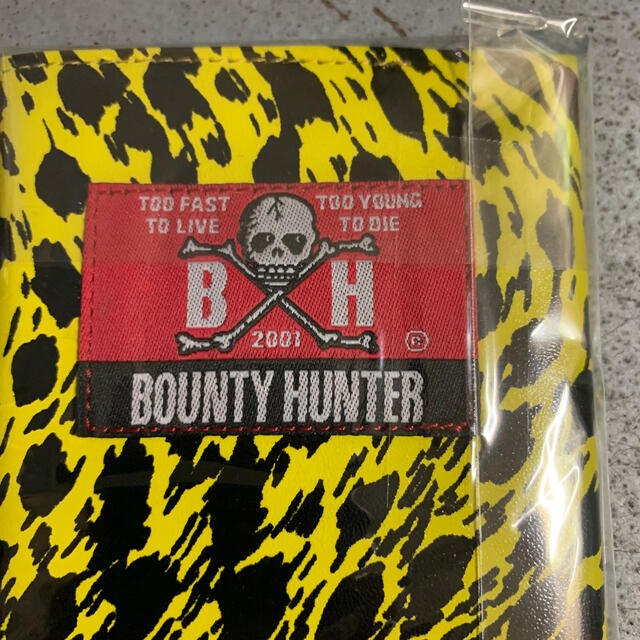 TOO FAST TOO YOUNG
TO LIVE TO DIE
B H
2001
BOUNTY HUNTER